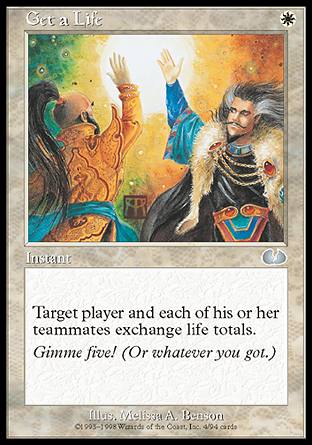 Get a Life
Instant
Target player and each of his or her
teammates exchange life totals.
Gimme five! (Or whatever you got.)
Illus. Melissa A. Benson
©1993–1998 Wizards of the Coast, Inc. 4/94 cards